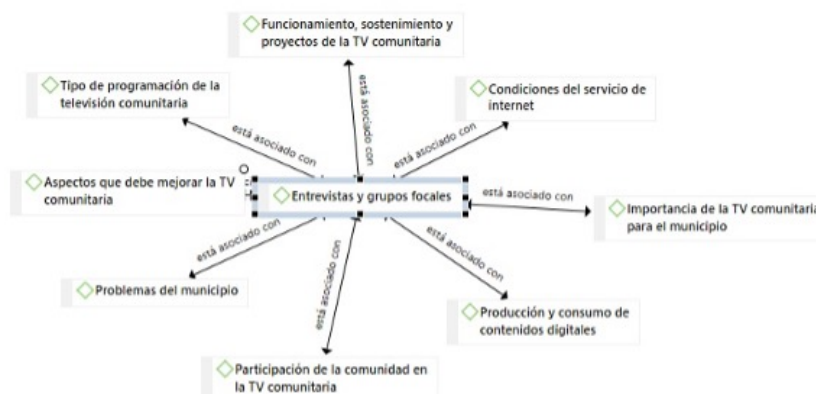 Funcionamiento, sostenimiento y
proyectos de la TV comunitaria
Tipo de programación de la
televisión comunitaria
Condiciones del servicio de
internet
está asociado con
está asociado con
está asociado con
Aspectos que debe mejorar la TV
comunitaria
Entrevistas y grupos focales
está asociado con
Importancia de la TV comunitaria
para el municipio
está asociado con
está asociado con
está asociado con
Problemas del municipio
Producción y consumo de
contenidos digitales
Participación de la comunidad en
la TV comunitaria